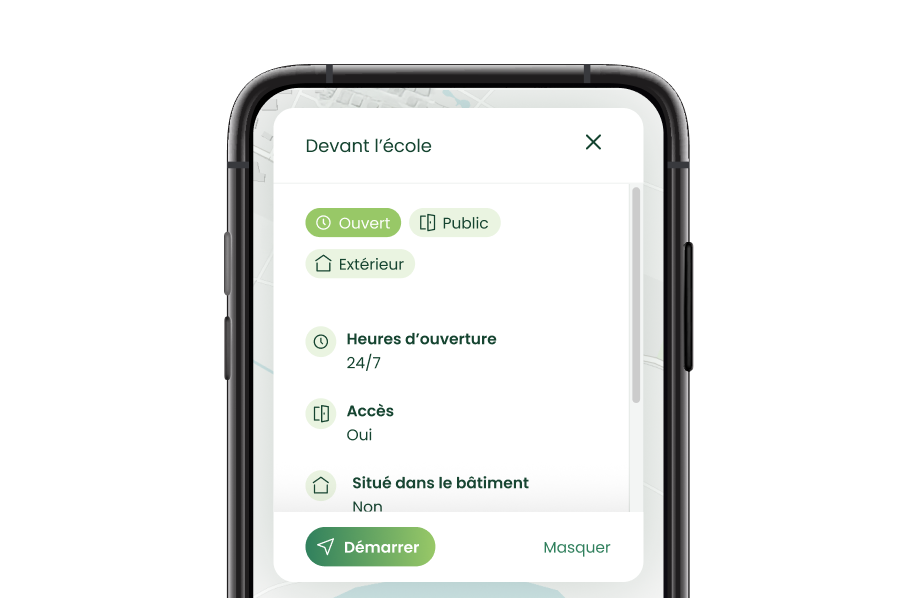 Devant l’école
Ouvert
Public
Extérieur
Heures d’ouverture
24/7
Accès
Oui
Situé dans le bâtiment
Non
Démarrer
Masquer